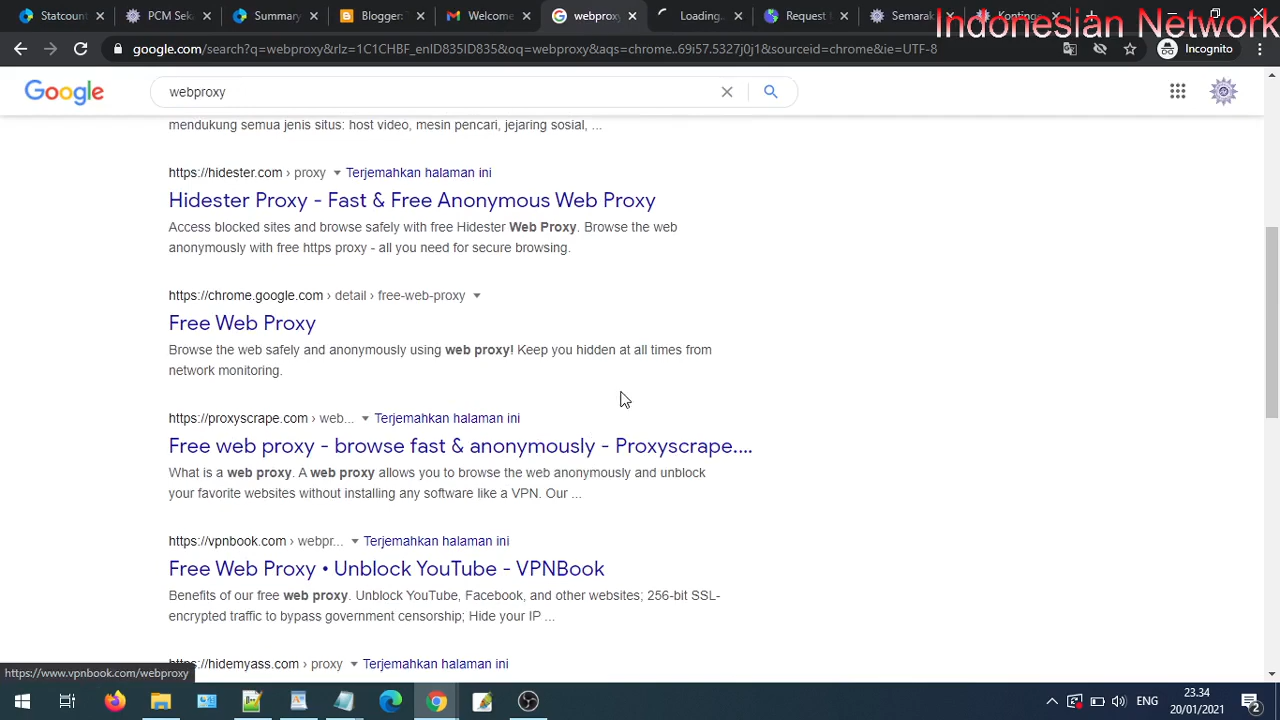 Statcount
PCM Seka
Summary
Blogger:
Welcome
webproxy
Loading...
Request
Semarak
Konting
Indonesian Network
google.com/search?q=webproxy&rlz=1C1CHBF_enID835ID835&oq=webproxy&aqs=chrome..69i57.5327j0j1&sourceid=chrome&ie=UTF-8
Incognito
Google
webproxy
mendukung semua jenis situs: host video, mesin pencari, jejaring sosial, ...
https://hidester.com › proxy Terjemahkan halaman ini
Hidester Proxy - Fast & Free Anonymous Web Proxy
Access blocked sites and browse safely with free Hidester Web Proxy. Browse the web
anonymously with free https proxy - all you need for secure browsing.
https://chrome.google.com › detail › free-web-proxy
Free Web Proxy
Browse the web safely and anonymously using web proxy! Keep you hidden at all times from
network monitoring.
https://proxyscrape.com › web... Terjemahkan halaman ini
Free web proxy - browse fast & anonymously - Proxyscrape....
What is a web proxy. A web proxy allows you to browse the web anonymously and unblock
your favorite websites without installing any software like a VPN. Our ...
https://vpnbook.com › webpr... Terjemahkan halaman ini
Free Web Proxy • Unblock YouTube - VPNBook
Benefits of our free web proxy. Unblock YouTube, Facebook, and other websites; 256-bit SSL-
encrypted traffic to bypass government censorship; Hide your IP ...
https://hidemyass.com › proxy Terjemahkan halaman ini
https://www.vpnbook.com/webproxy
ENG
23.34
20/01/2021
2